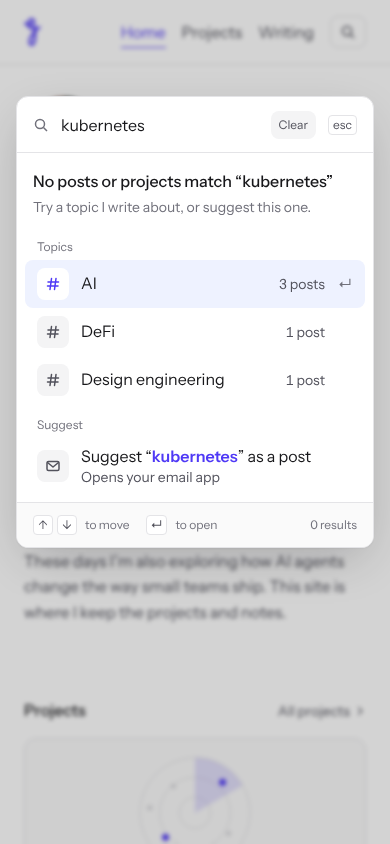 Home Projects Writing
kubernetes Clear esc
No posts or projects match “kubernetes”
Try a topic I write about, or suggest this one.
Topics
# AI 3 posts ↵
# DeFi 1 post
# Design engineering 1 post
Suggest
Suggest “kubernetes” as a post
Opens your email app
↑ ↓ to move ↵ to open 0 results
These days I'm also exploring how AI agents
change the way small teams ship. This site is
where I keep the projects and notes.
Projects All projects >